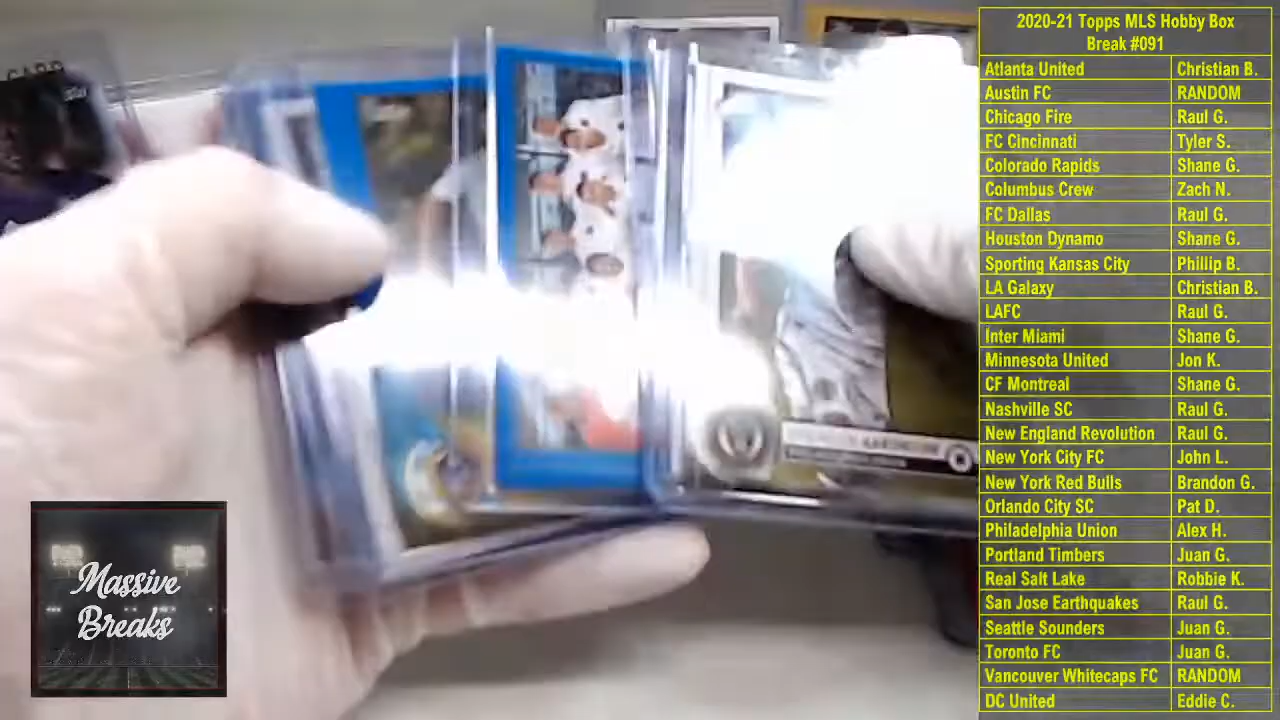 2020-21 Topps MLS Hobby Box
Break #091
Atlanta United Christian B.
Austin FC RANDOM
Chicago Fire Raul G.
FC Cincinnati Tyler S.
Colorado Rapids Shane G.
Columbus Crew Zach N.
FC Dallas Raul G.
Houston Dynamo Shane G.
Sporting Kansas City Phillip B.
LA Galaxy Christian B.
LAFC Raul G.
Inter Miami Shane G.
Minnesota United Jon K.
CF Montreal Shane G.
Nashville SC Raul G.
New England Revolution Raul G.
New York City FC John L.
New York Red Bulls Brandon G.
Orlando City SC Pat D.
Philadelphia Union Alex H.
Portland Timbers Juan G.
Real Salt Lake Robbie K.
San Jose Earthquakes Raul G.
Seattle Sounders Juan G.
Toronto FC Juan G.
Vancouver Whitecaps FC RANDOM
DC United Eddie C.
Massive
Breaks